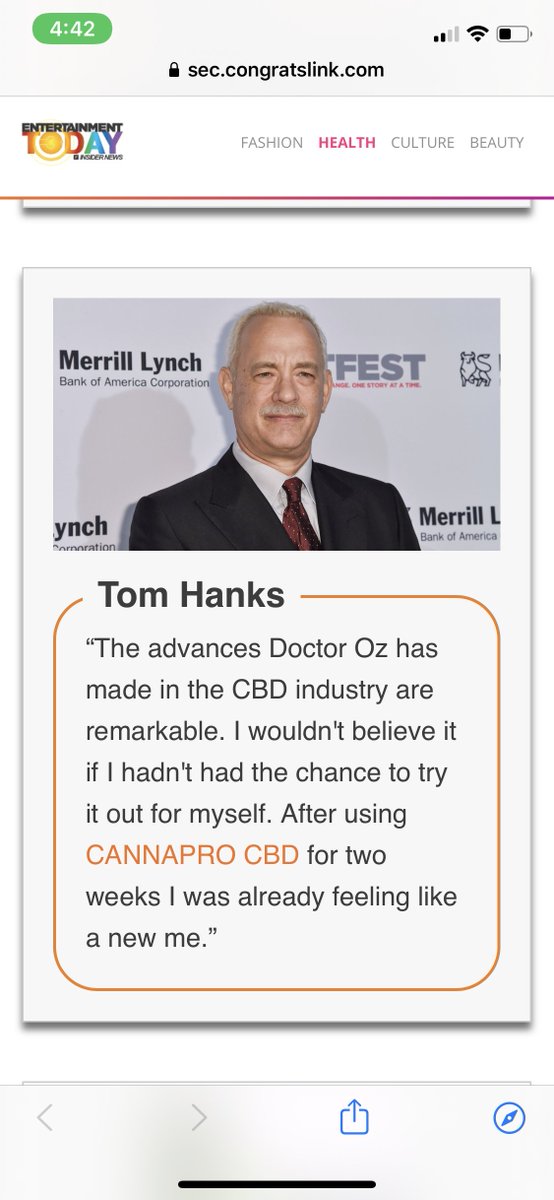 4:42
sec.congratslink.com
ENTERTAINMENT
TODAY
INSIDER NEWS
FASHION HEALTH CULTURE BEAUTY
Merrill Lynch
Bank of America Corporation
TFEST
ANGE. ONE STORY AT A TIME.
ynch
Corporation
Merrill L
Bank of America
Tom Hanks
“The advances Doctor Oz has
made in the CBD industry are
remarkable. I wouldn't believe it
if I hadn't had the chance to try
it out for myself. After using
CANNAPRO CBD for two
weeks I was already feeling like
a new me.”